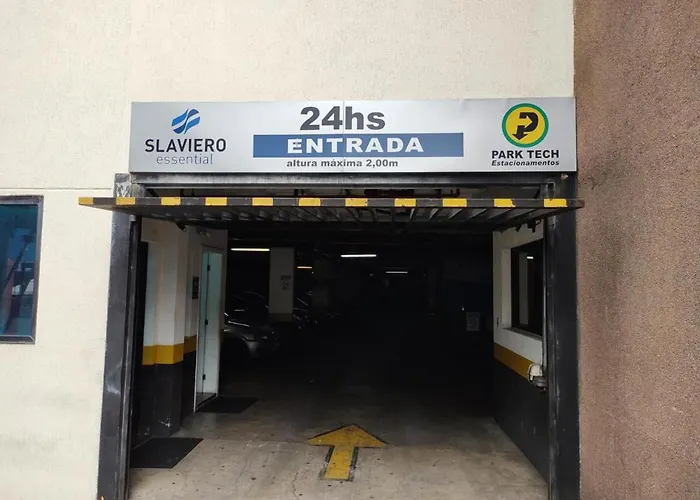 SLAVIERO
essential
24hs
ENTRADA
altura máxima 2,00m
P
PARK TECH
Estacionamentos